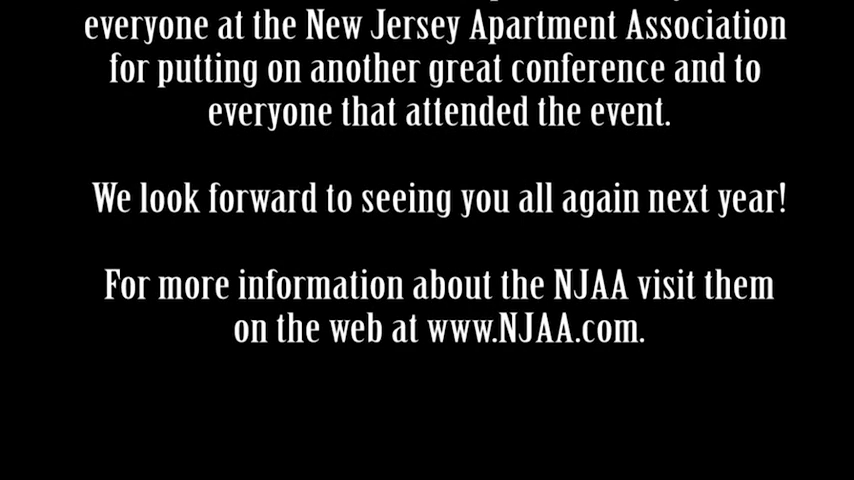 everyone at the New Jersey Apartment Association
for putting on another great conference and to
everyone that attended the event.
We look forward to seeing you all again next year!
For more information about the NJAA visit them
on the web at www.NJAA.com.